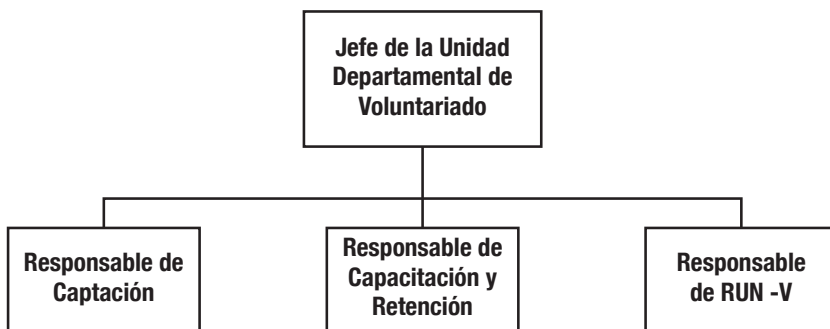 Jefe de la Unidad
Departamental de
Voluntariado
Responsable de
Captación
Responsable de
Capacitación y
Retención
Responsable
de RUN -V